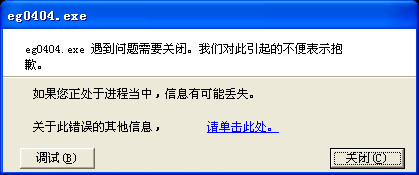 eg0404.exe
eg0404.exe 遇到问题需要关闭。我们对此引起的不便表示抱
歉。
如果您正处于进程当中，信息有可能丢失。
关于此错误的其他信息， 请单击此处。
调试(B) 关闭(C)